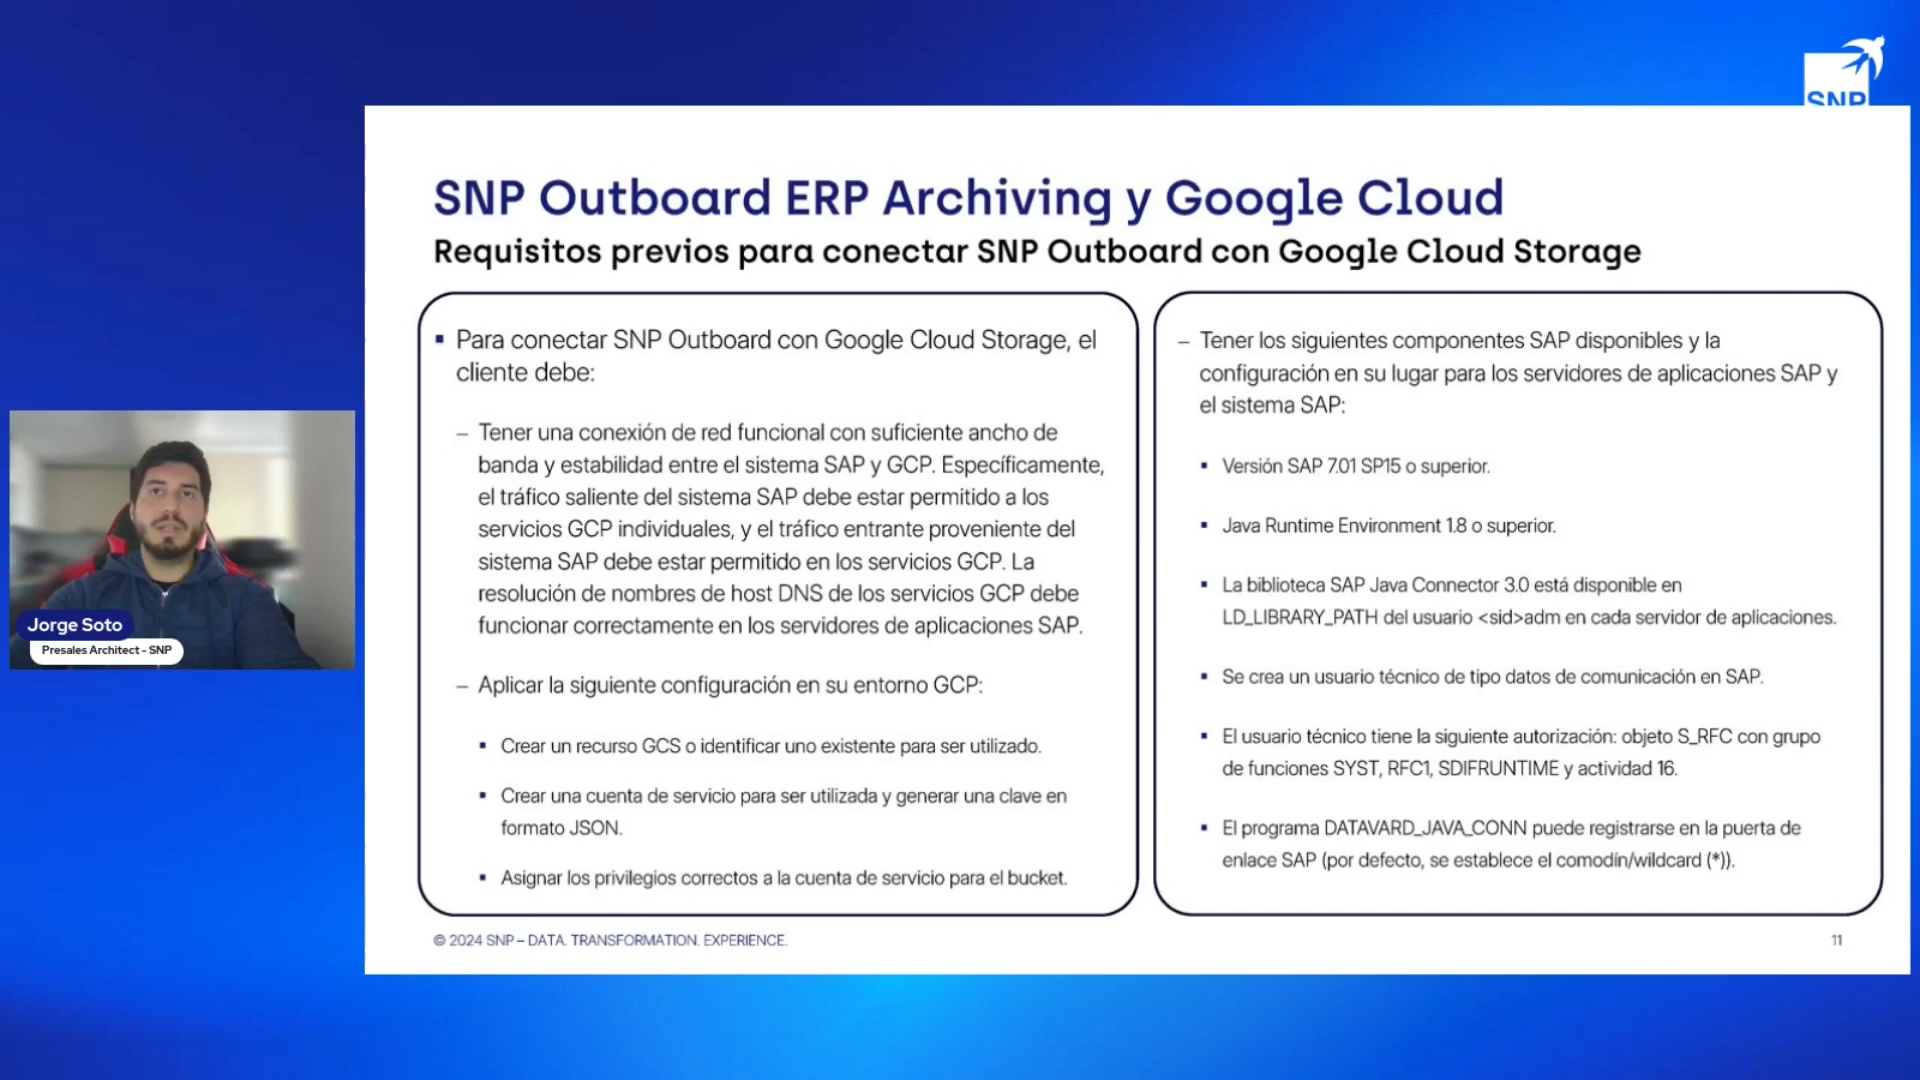 SNP
SNP Outboard ERP Archiving y Google Cloud
Requisitos previos para conectar SNP Outboard con Google Cloud Storage
▪ Para conectar SNP Outboard con Google Cloud Storage, el
cliente debe:
– Tener una conexión de red funcional con suficiente ancho de
banda y estabilidad entre el sistema SAP y GCP. Específicamente,
el tráfico saliente del sistema SAP debe estar permitido a los
servicios GCP individuales, y el tráfico entrante proveniente del
sistema SAP debe estar permitido en los servicios GCP. La
resolución de nombres de host DNS de los servicios GCP debe
funcionar correctamente en los servidores de aplicaciones SAP.
– Aplicar la siguiente configuración en su entorno GCP:
▪ Crear un recurso GCS o identificar uno existente para ser utilizado.
▪ Crear una cuenta de servicio para ser utilizada y generar una clave en
formato JSON.
▪ Asignar los privilegios correctos a la cuenta de servicio para el bucket.
– Tener los siguientes componentes SAP disponibles y la
configuración en su lugar para los servidores de aplicaciones SAP y
el sistema SAP:
▪ Versión SAP 7.01 SP15 o superior.
▪ Java Runtime Environment 1.8 o superior.
▪ La biblioteca SAP Java Connector 3.0 está disponible en
LD_LIBRARY_PATH del usuario <sid>adm en cada servidor de aplicaciones.
▪ Se crea un usuario técnico de tipo datos de comunicación en SAP.
▪ El usuario técnico tiene la siguiente autorización: objeto S_RFC con grupo
de funciones SYST, RFC1, SDIFRUNTIME y actividad 16.
▪ El programa DATAVARD_JAVA_CONN puede registrarse en la puerta de
enlace SAP (por defecto, se establece el comodín/wildcard (*)).
© 2024 SNP – DATA. TRANSFORMATION. EXPERIENCE.
11
Jorge Soto
Presales Architect - SNP